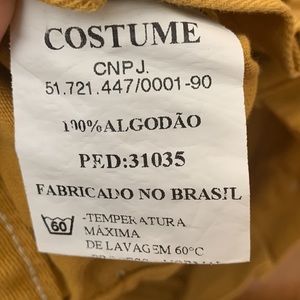 COSTUME
CNPJ.
51.721.447/0001-90
100%ALGODÃO
PED:31035
FABRICADO NO BRASIL
60
-TEMPERATURA
MÁXIMA
DE LAVAGEM 60°C